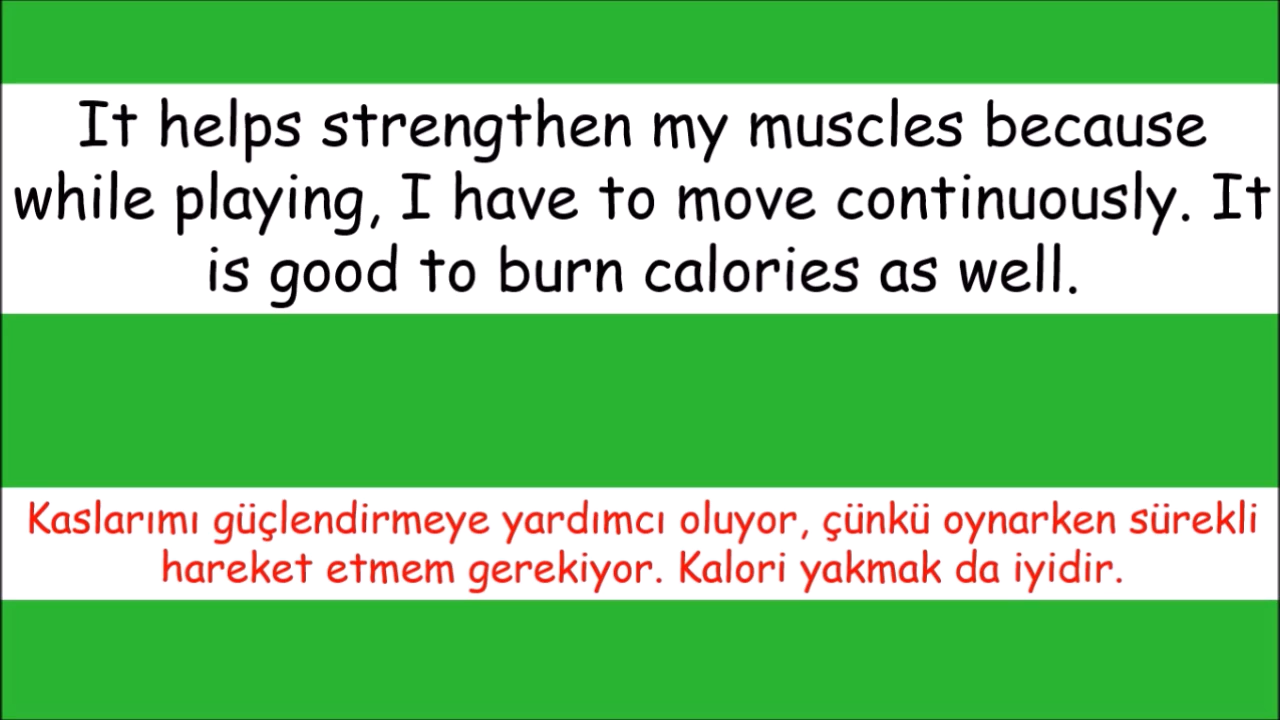 It helps strengthen my muscles because
while playing, I have to move continuously. It
is good to burn calories as well.
Kaslarımı güçlendirmeye yardımcı oluyor, çünkü oynarken sürekli
hareket etmem gerekiyor. Kalori yakmak da iyidir.